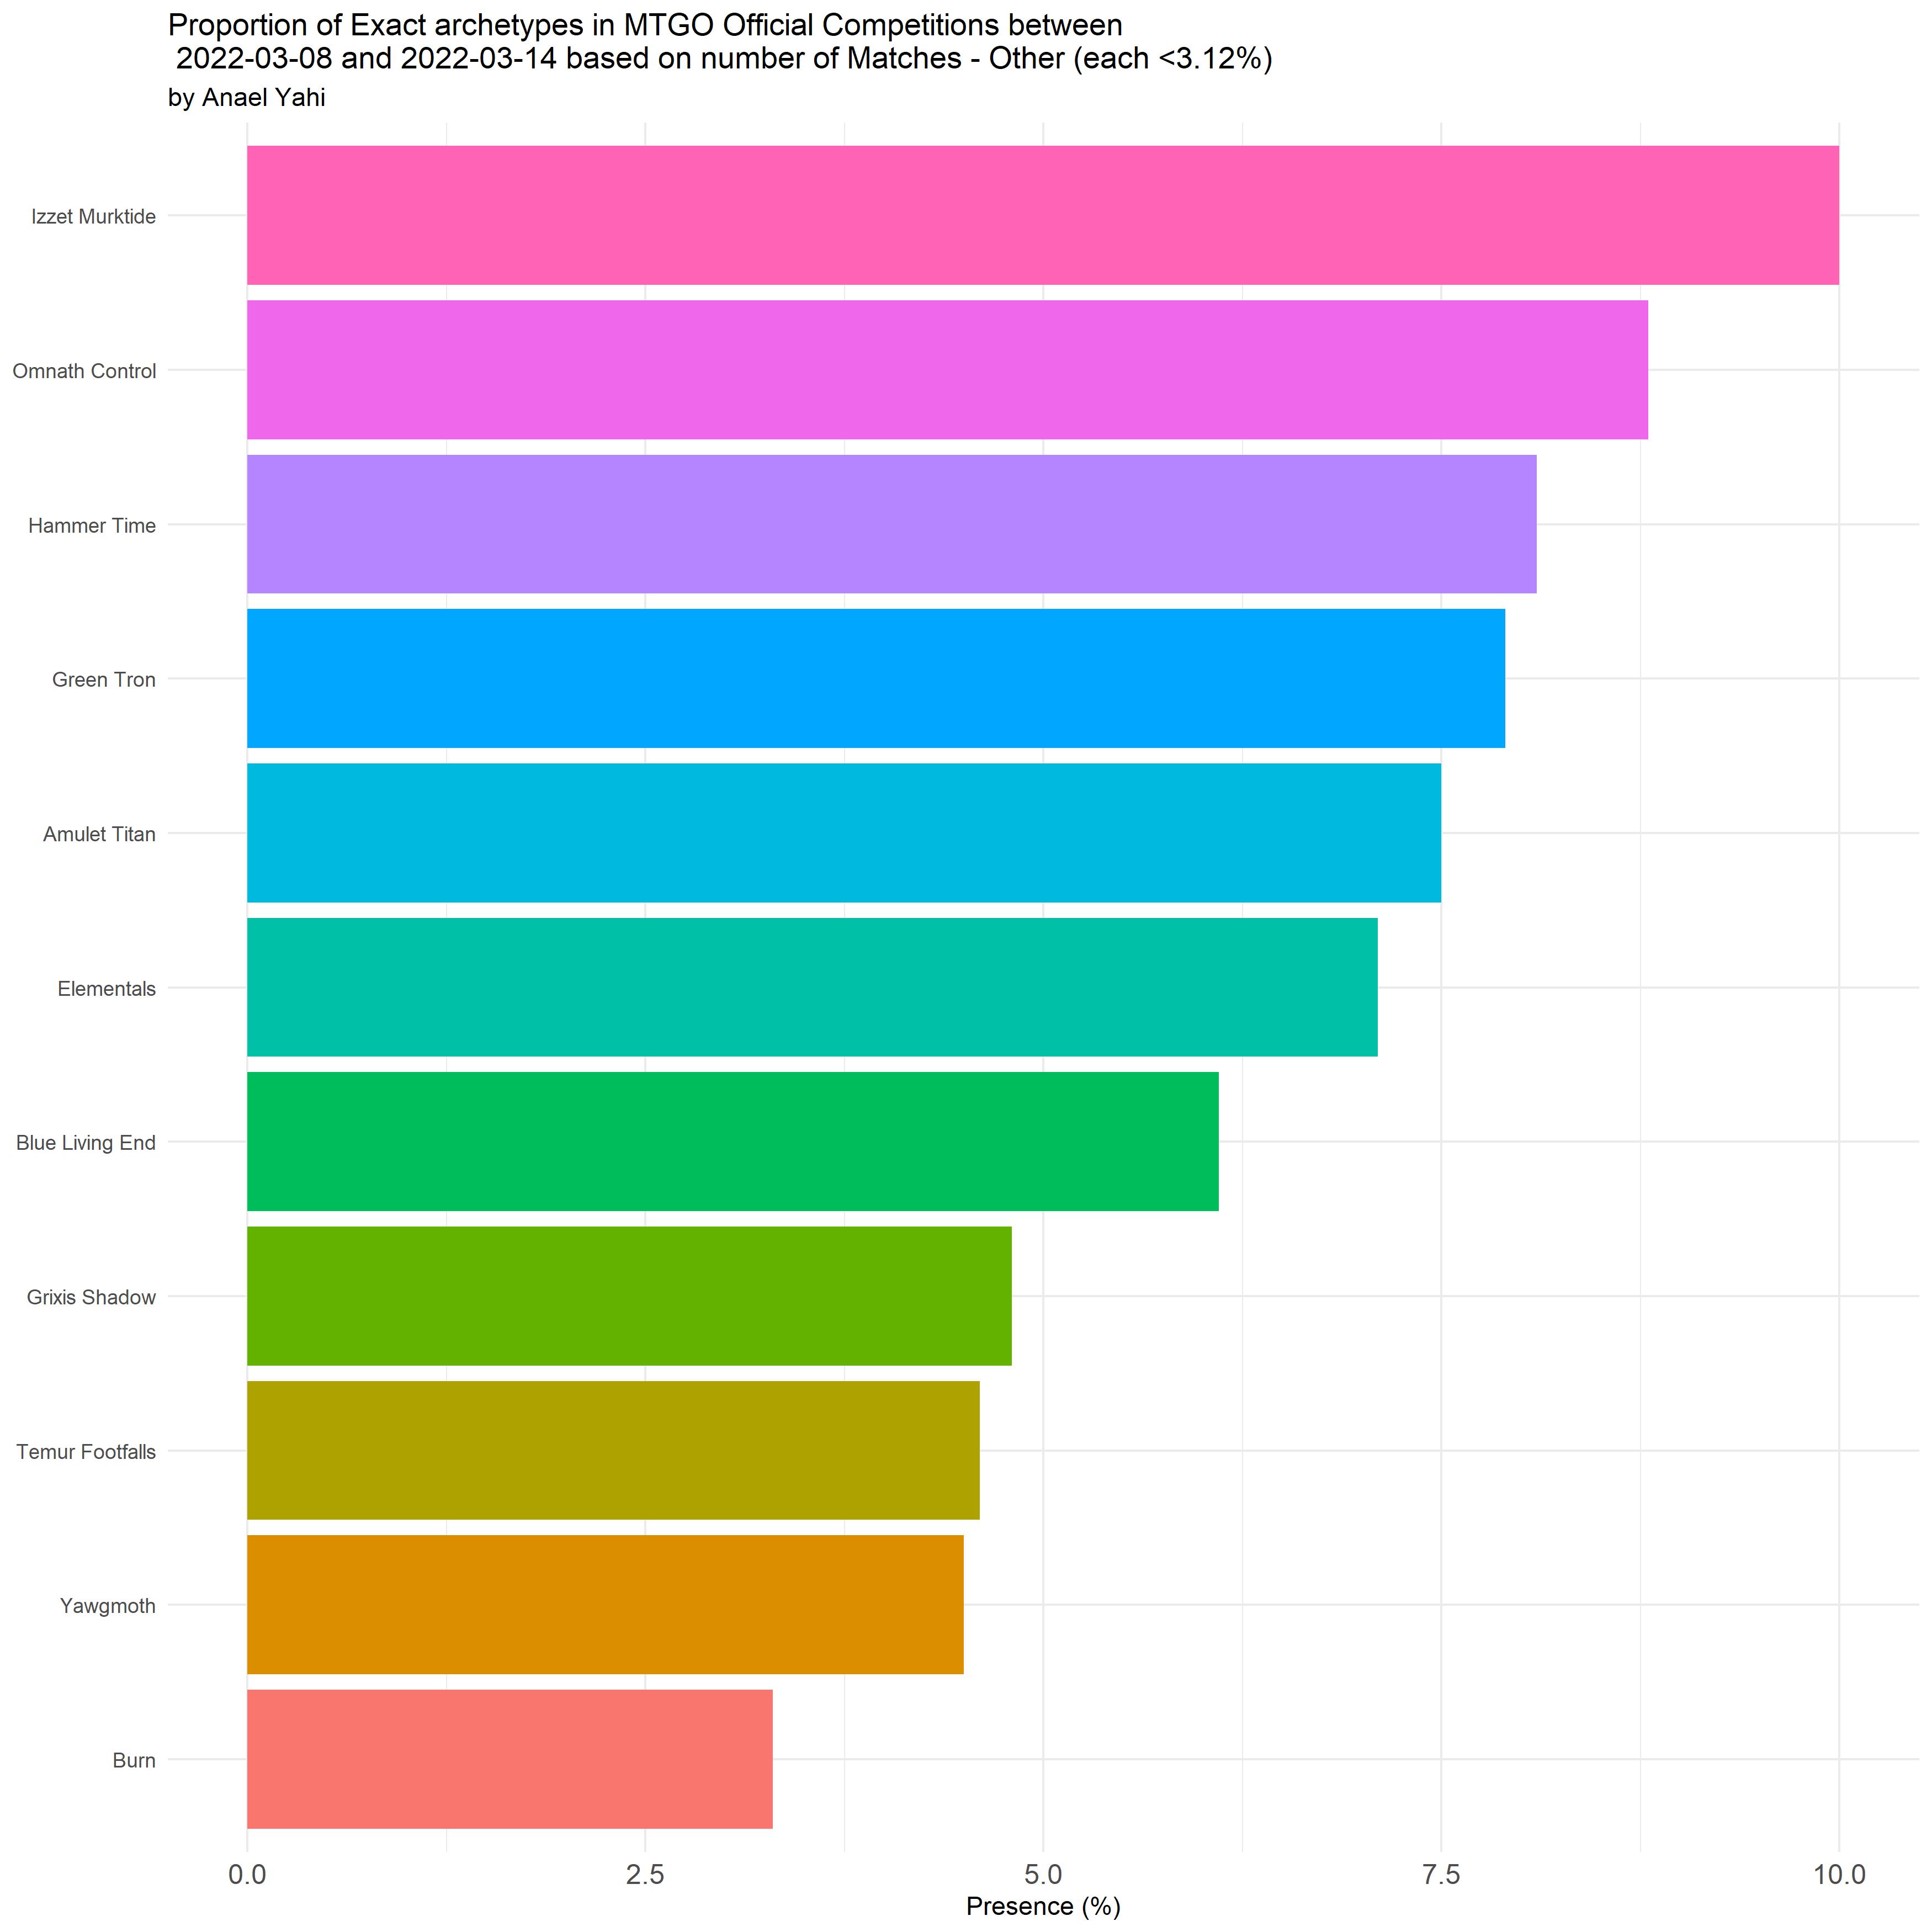 Proportion of Exact archetypes in MTGO Official Competitions between
2022-03-08 and 2022-03-14 based on number of Matches - Other (each <3.12%)
by Anael Yahi
Izzet Murktide
Omnath Control
Hammer Time
Green Tron
Amulet Titan
Elementals
Blue Living End
Grixis Shadow
Temur Footfalls
Yawgmoth
Burn
0.0 2.5 5.0 7.5 10.0
Presence (%)